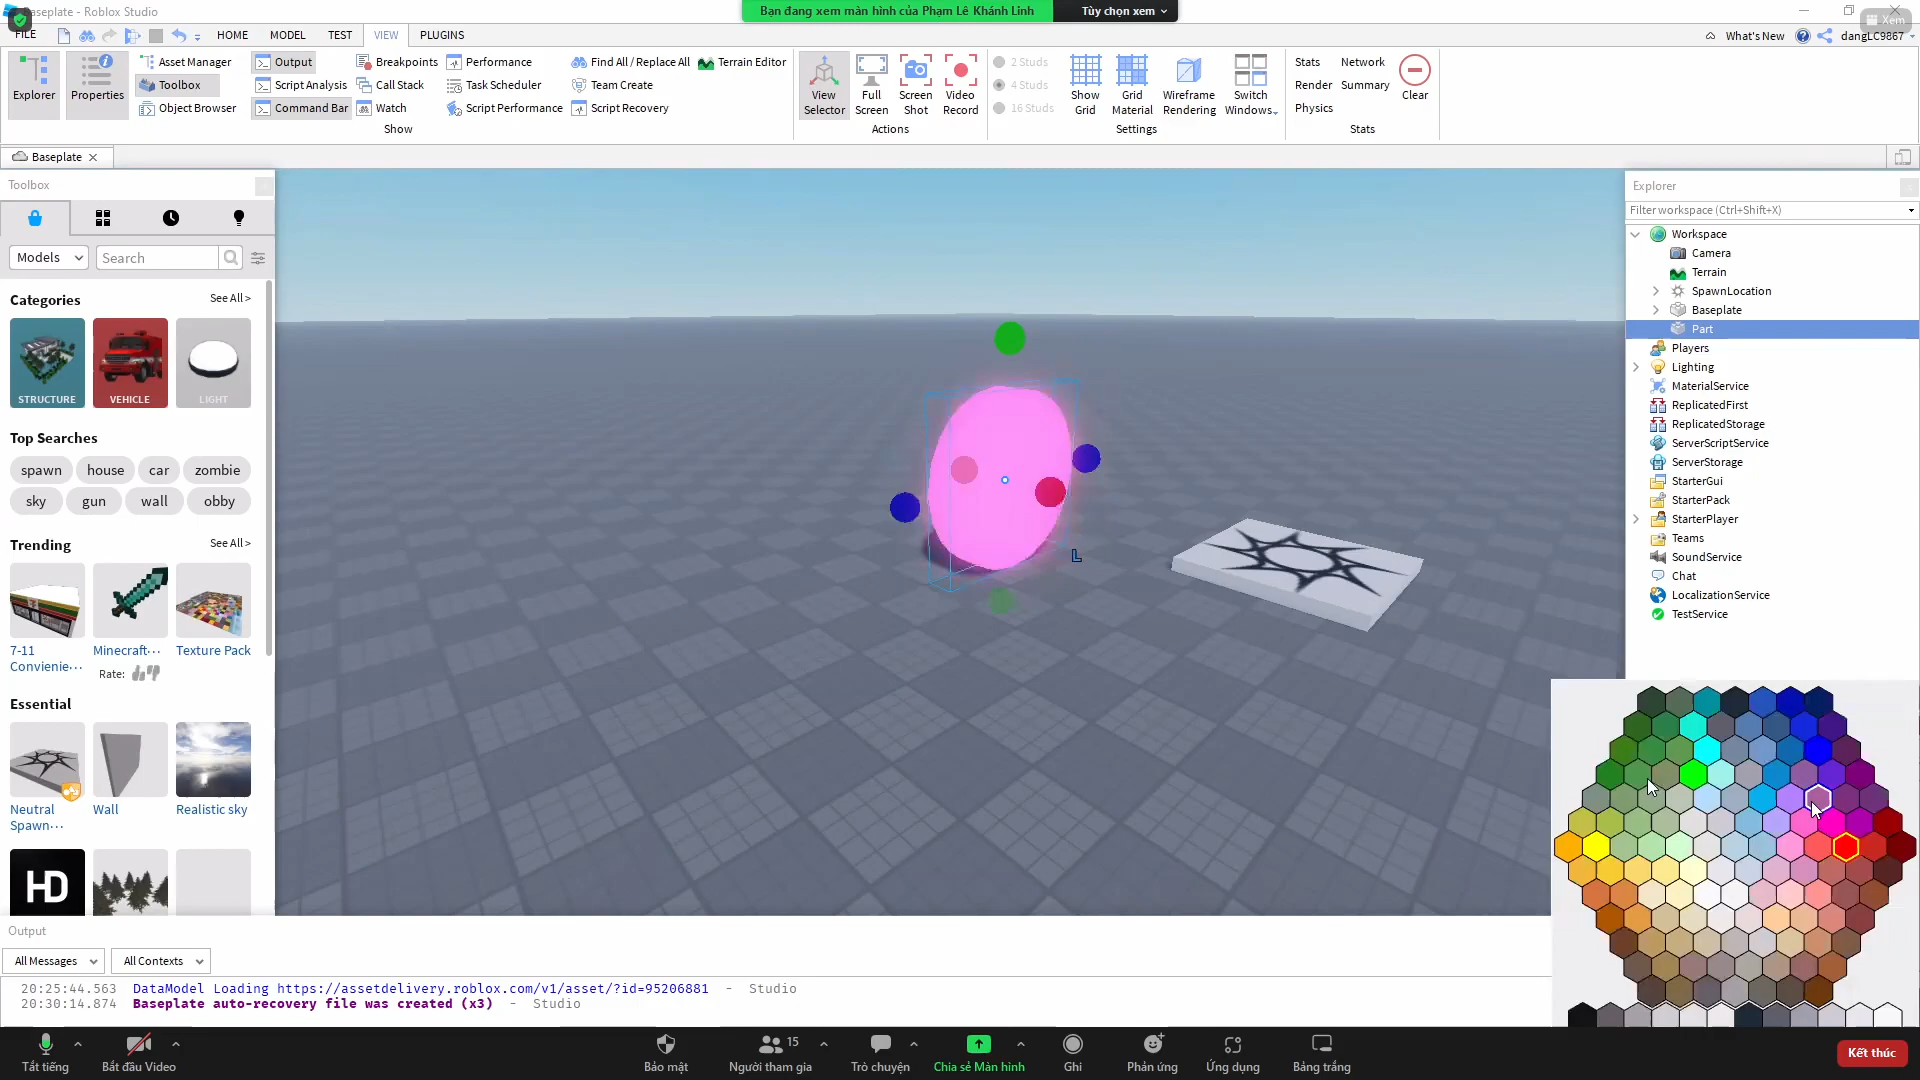 Baseplate - Roblox Studio
Bạn đang xem màn hình của Phạm Lê Khánh Linh
Tùy chọn xem
Xem
FILE
HOME
MODEL
TEST
VIEW
PLUGINS
What's New
dangLC9867
Explorer
Properties
Asset Manager
Toolbox
Object Browser
Output
Script Analysis
Command Bar
Breakpoints
Call Stack
Watch
Performance
Task Scheduler
Script Performance
Find All / Replace All
Team Create
Script Recovery
Terrain Editor
Show
View Selector
Full Screen
Screen Shot
Video Record
Actions
2 Studs
4 Studs
16 Studs
Show Grid
Grid Material
Wireframe Rendering
Switch Windows
Settings
Stats
Render
Physics
Network
Summary
Clear
Stats
Baseplate
Toolbox
Models
Search
Categories
See All >
STRUCTURE
VEHICLE
LIGHT
Top Searches
spawn
house
car
zombie
sky
gun
wall
obby
Trending
See All >
7-11 Convienie...
Minecraft...
Texture Pack
Rate:
Essential
Neutral Spawn...
Wall
Realistic sky
HD
L
Explorer
Filter workspace (Ctrl+Shift+X)
Workspace
Camera
Terrain
SpawnLocation
Baseplate
Part
Players
Lighting
MaterialService
ReplicatedFirst
ReplicatedStorage
ServerScriptService
ServerStorage
StarterGui
StarterPack
StarterPlayer
Teams
SoundService
Chat
LocalizationService
TestService
Output
All Messages
All Contexts
20:25:44.563 DataModel Loading https://assetdelivery.roblox.com/v1/asset/?id=95206881 - Studio
20:30:14.874 Baseplate auto-recovery file was created (x3) - Studio
Tắt tiếng
Bắt đầu Video
Bảo mật
15
Người tham gia
Trò chuyện
Chia sẻ Màn hình
Ghi
Phản ứng
Ứng dụng
Bảng trắng
Kết thúc